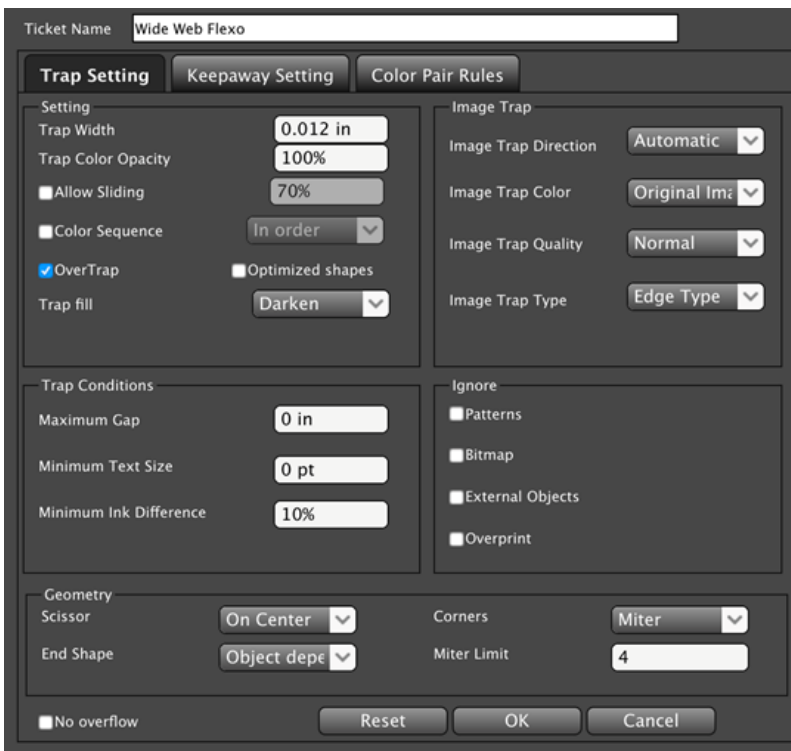 Ticket Name Wide Web Flexo
Trap Setting Keepaway Setting Color Pair Rules
Setting
Trap Width 0.012 in
Trap Color Opacity 100%
Allow Sliding 70%
Color Sequence In order
OverTrap Optimized shapes
Trap fill Darken
Image Trap
Image Trap Direction Automatic
Image Trap Color Original Ima
Image Trap Quality Normal
Image Trap Type Edge Type
Trap Conditions
Maximum Gap 0 in
Minimum Text Size 0 pt
Minimum Ink Difference 10%
Ignore
Patterns
Bitmap
External Objects
Overprint
Geometry
Scissor On Center Corners Miter
End Shape Object depe Miter Limit 4
No overflow Reset OK Cancel